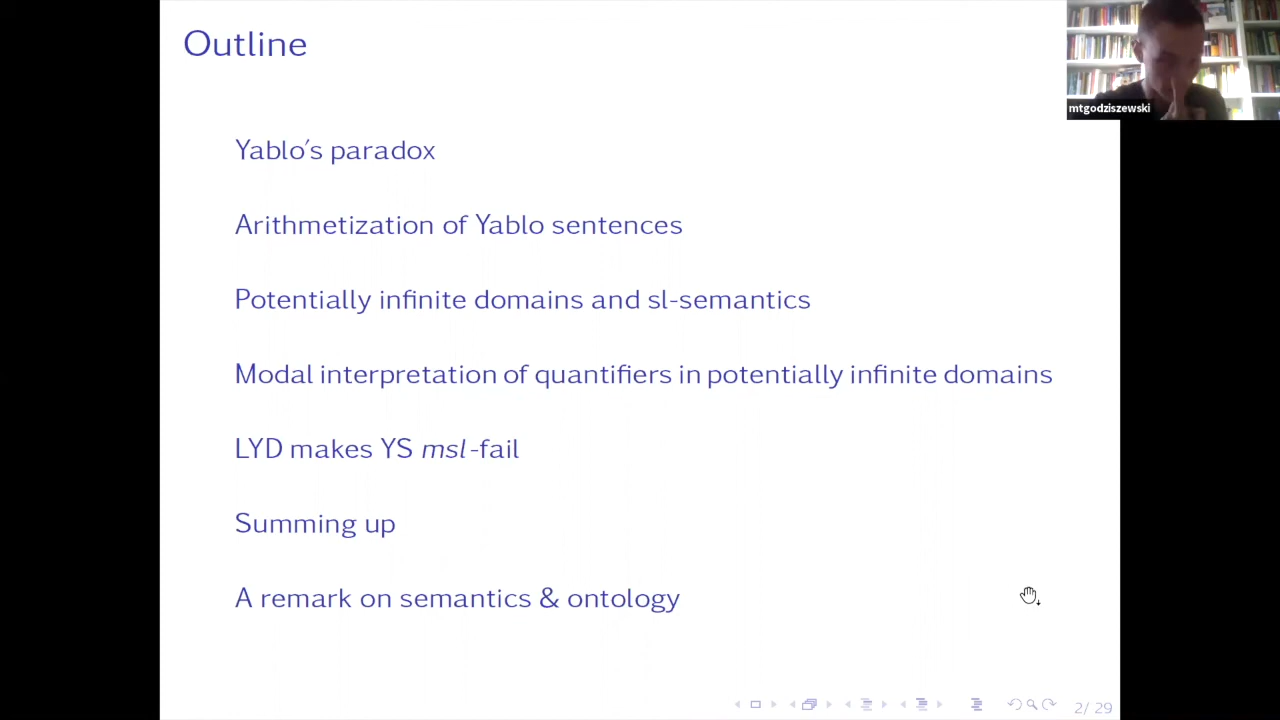 Outline
mtgodziszewski
Yablo's paradox
Arithmetization of Yablo sentences
Potentially infinite domains and sl-semantics
Modal interpretation of quantifiers in potentially infinite domains
LYD makes YS msl-fail
Summing up
A remark on semantics & ontology
2/ 29